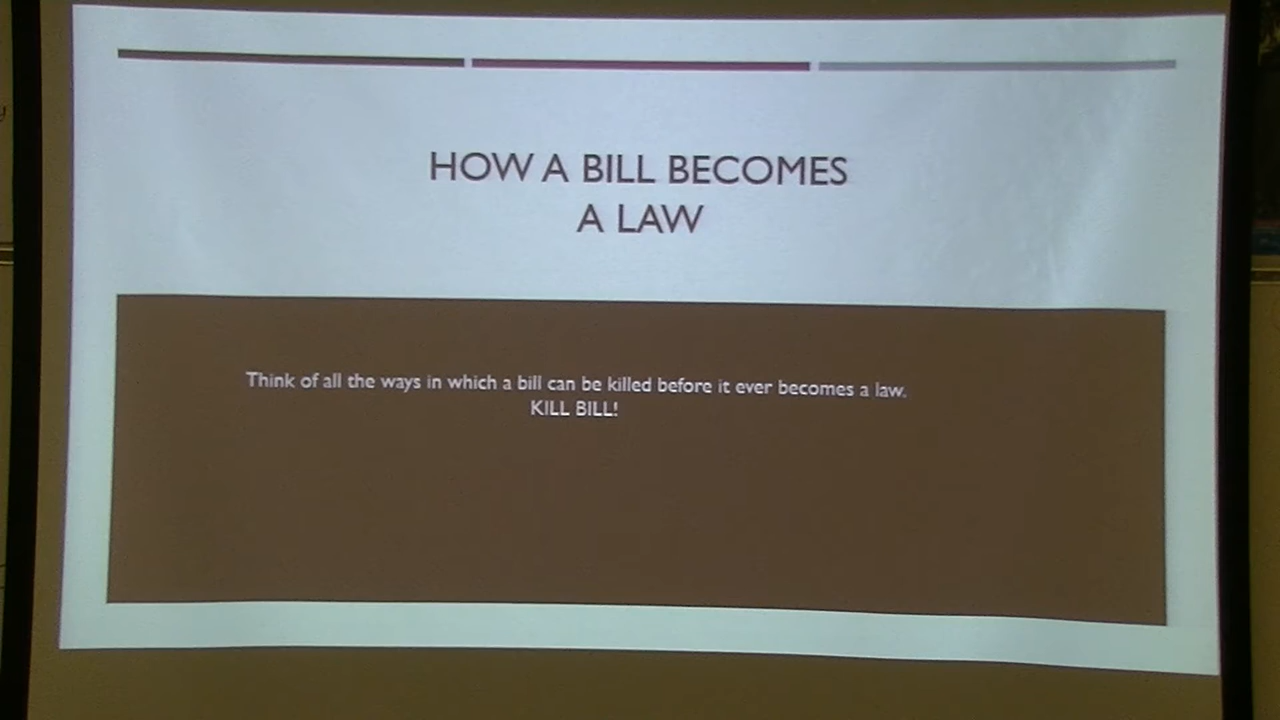 HOW A BILL BECOMES
A LAW
Think of all the ways in which a bill can be killed before it ever becomes a law.
KILL BILL!